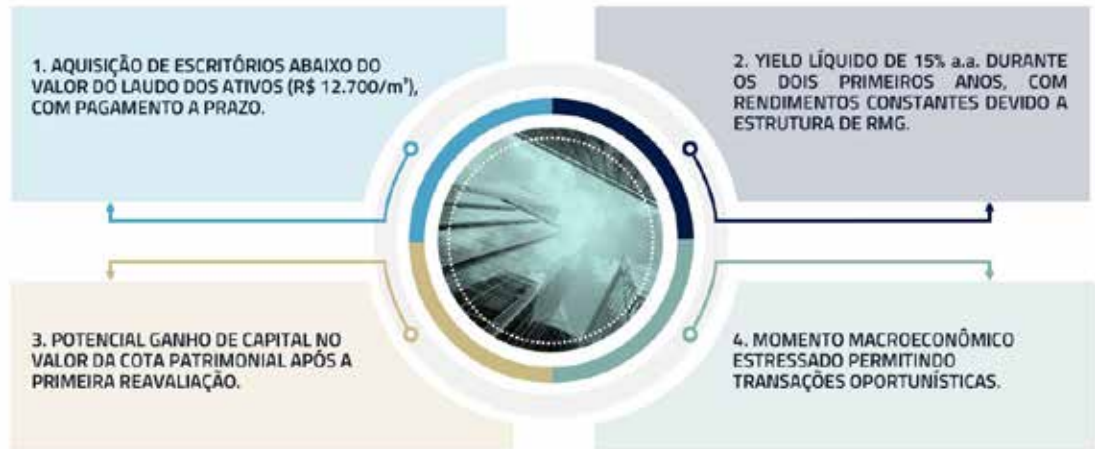 1. AQUISIÇÃO DE ESCRITÓRIOS ABAIXO DO
VALOR DO LAUDO DOS ATIVOS (R$ 12.700/m²),
COM PAGAMENTO A PRAZO.
2. YIELD LÍQUIDO DE 15% a.a. DURANTE
OS DOIS PRIMEIROS ANOS, COM
RENDIMENTOS CONSTANTES DEVIDO A
ESTRUTURA DE RMG.
3. POTENCIAL GANHO DE CAPITAL NO
VALOR DA COTA PATRIMONIAL APÓS A
PRIMEIRA REAVALIAÇÃO.
4. MOMENTO MACROECONÔMICO
ESTRESSADO PERMITINDO
TRANSAÇÕES OPORTUNÍSTICAS.